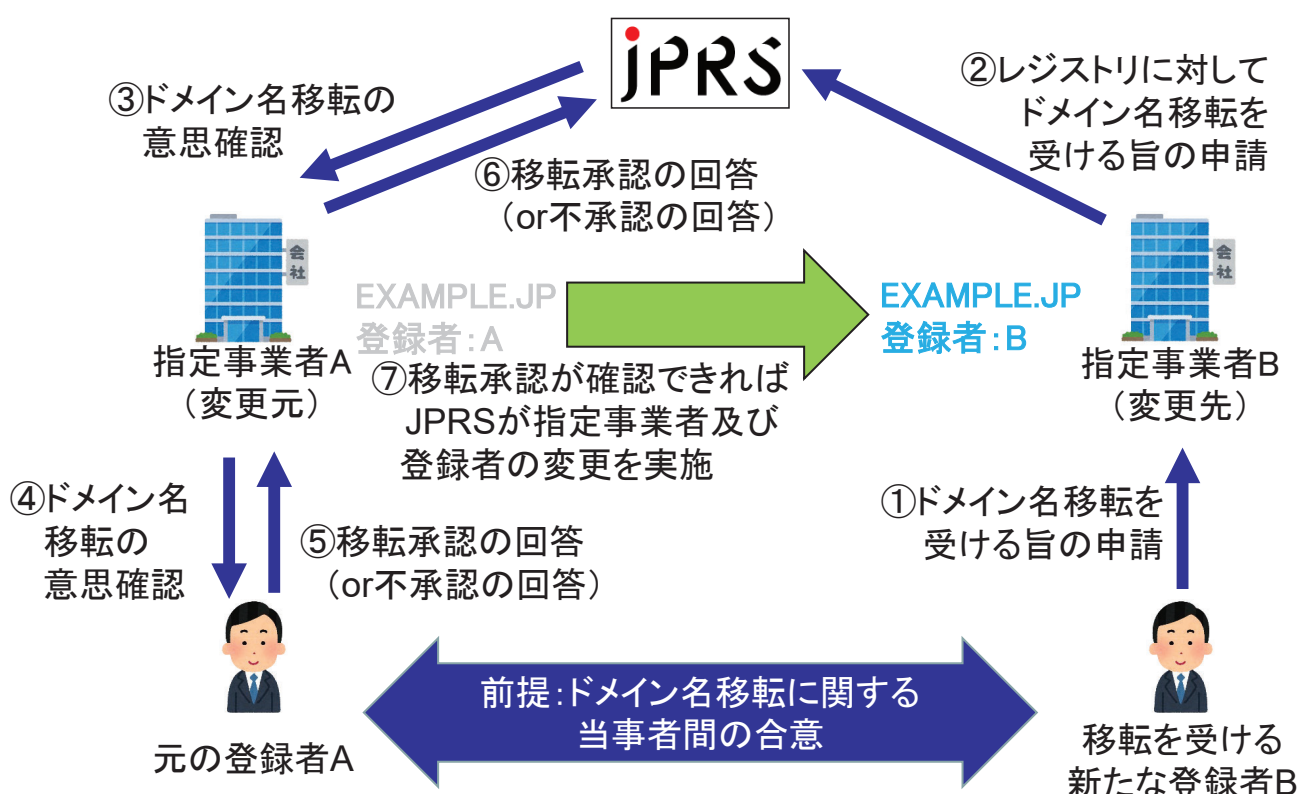 JPRS
②レジストリに対して
ドメイン名移転を
受ける旨の申請
③ドメイン名移転の
意思確認
⑥移転承認の回答
（or不承認の回答）
会社
会社
EXAMPLE.JP
登録者：A
EXAMPLE.JP
登録者：B
指定事業者A
（変更元）
指定事業者B
（変更先）
⑦移転承認が確認できれば
JPRSが指定事業者及び
登録者の変更を実施
④ドメイン名
移転の
意思確認
⑤移転承認の回答
（or不承認の回答）
①ドメイン名移転を
受ける旨の申請
前提：ドメイン名移転に関する
当事者間の合意
元の登録者A
移転を受ける
新たな登録者B